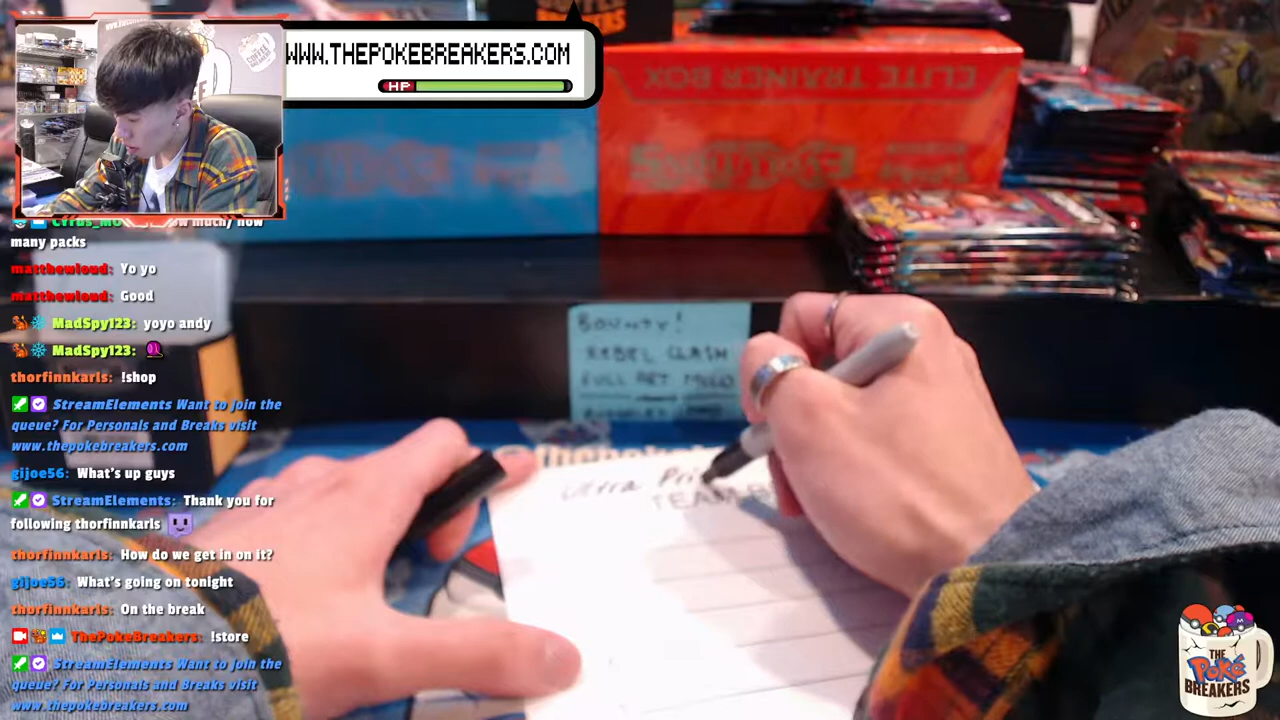 WWW.THEPOKEBREAKERS.COM
HP
ELITE TRAINER BOX
many packs
matthewloud: Yo yo
matthewloud: Good
MadSpy123: yoyo andy
MadSpy123:
thorfinnkarls: !shop
StreamElements Want to join the
queue? For Personals and Breaks visit
www.thepokebreakers.com
gijoe56: What's up guys
StreamElements: Thank you for
following thorfinnkarls
thorfinnkarls: How do we get in on it?
gijoe56: What's going on tonight
thorfinnkarls: On the break
ThePokeBreakers: !store
StreamElements Want to join the
queue? For Personals and Breaks visit
www.thepokebreakers.com
BOUNTY!
REBEL CLASH
FULL ART MILO
Ultra
TEAM
THE
Poké
BREAKERS